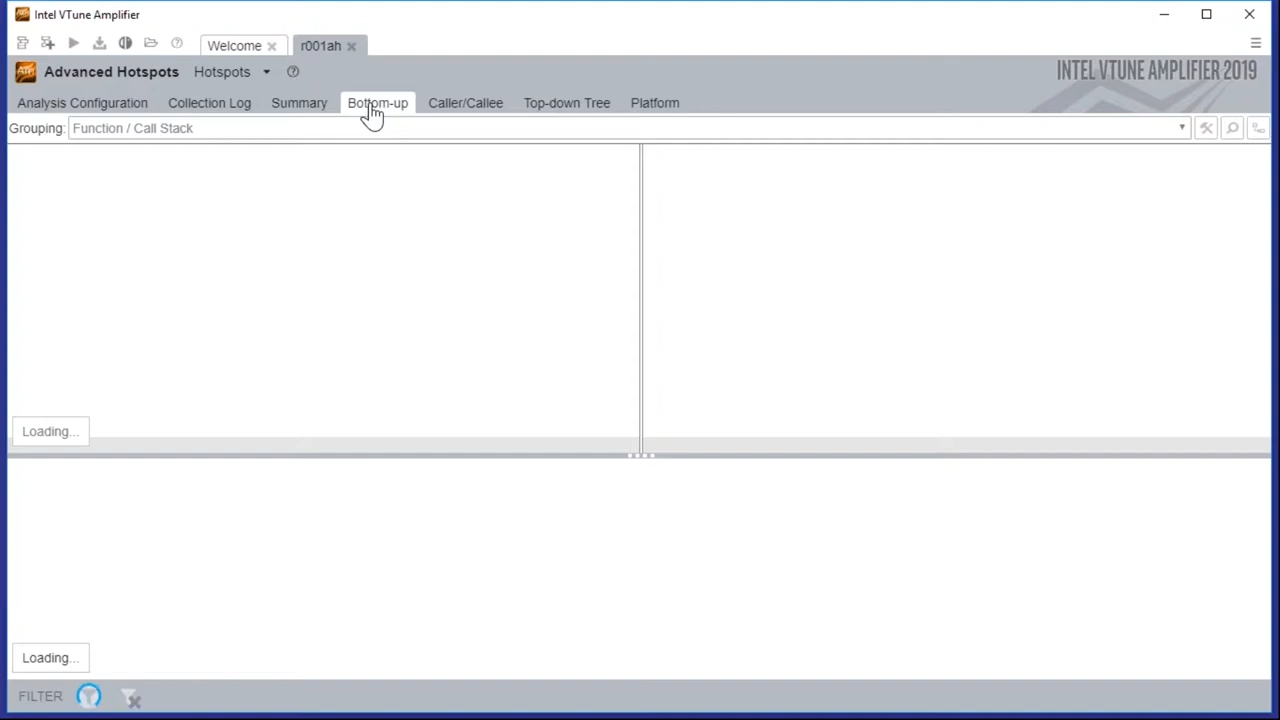 Intel VTune Amplifier
Welcome
r001ah
Advanced Hotspots Hotspots
INTEL VTUNE AMPLIFIER 2019
Analysis Configuration Collection Log Summary Bottom-up Caller/Callee Top-down Tree Platform
Grouping: Function / Call Stack
Loading...
Loading...
FILTER